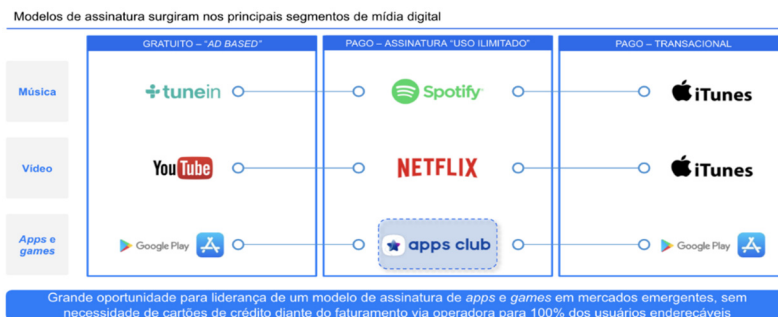 Modelos de assinatura surgiram nos principais segmentos de mídia digital
GRATUITO – "AD BASED"
PAGO – ASSINATURA "USO ILIMITADO"
PAGO – TRANSACIONAL
Música
tunein
Spotify
iTunes
Vídeo
YouTube
NETFLIX
iTunes
Apps e
games
Google Play
apps club
Google Play
Grande oportunidade para liderança de um modelo de assinatura de apps e games em mercados emergentes, sem
necessidade de cartões de crédito diante do faturamento via operadora para 100% dos usuários endereçáveis